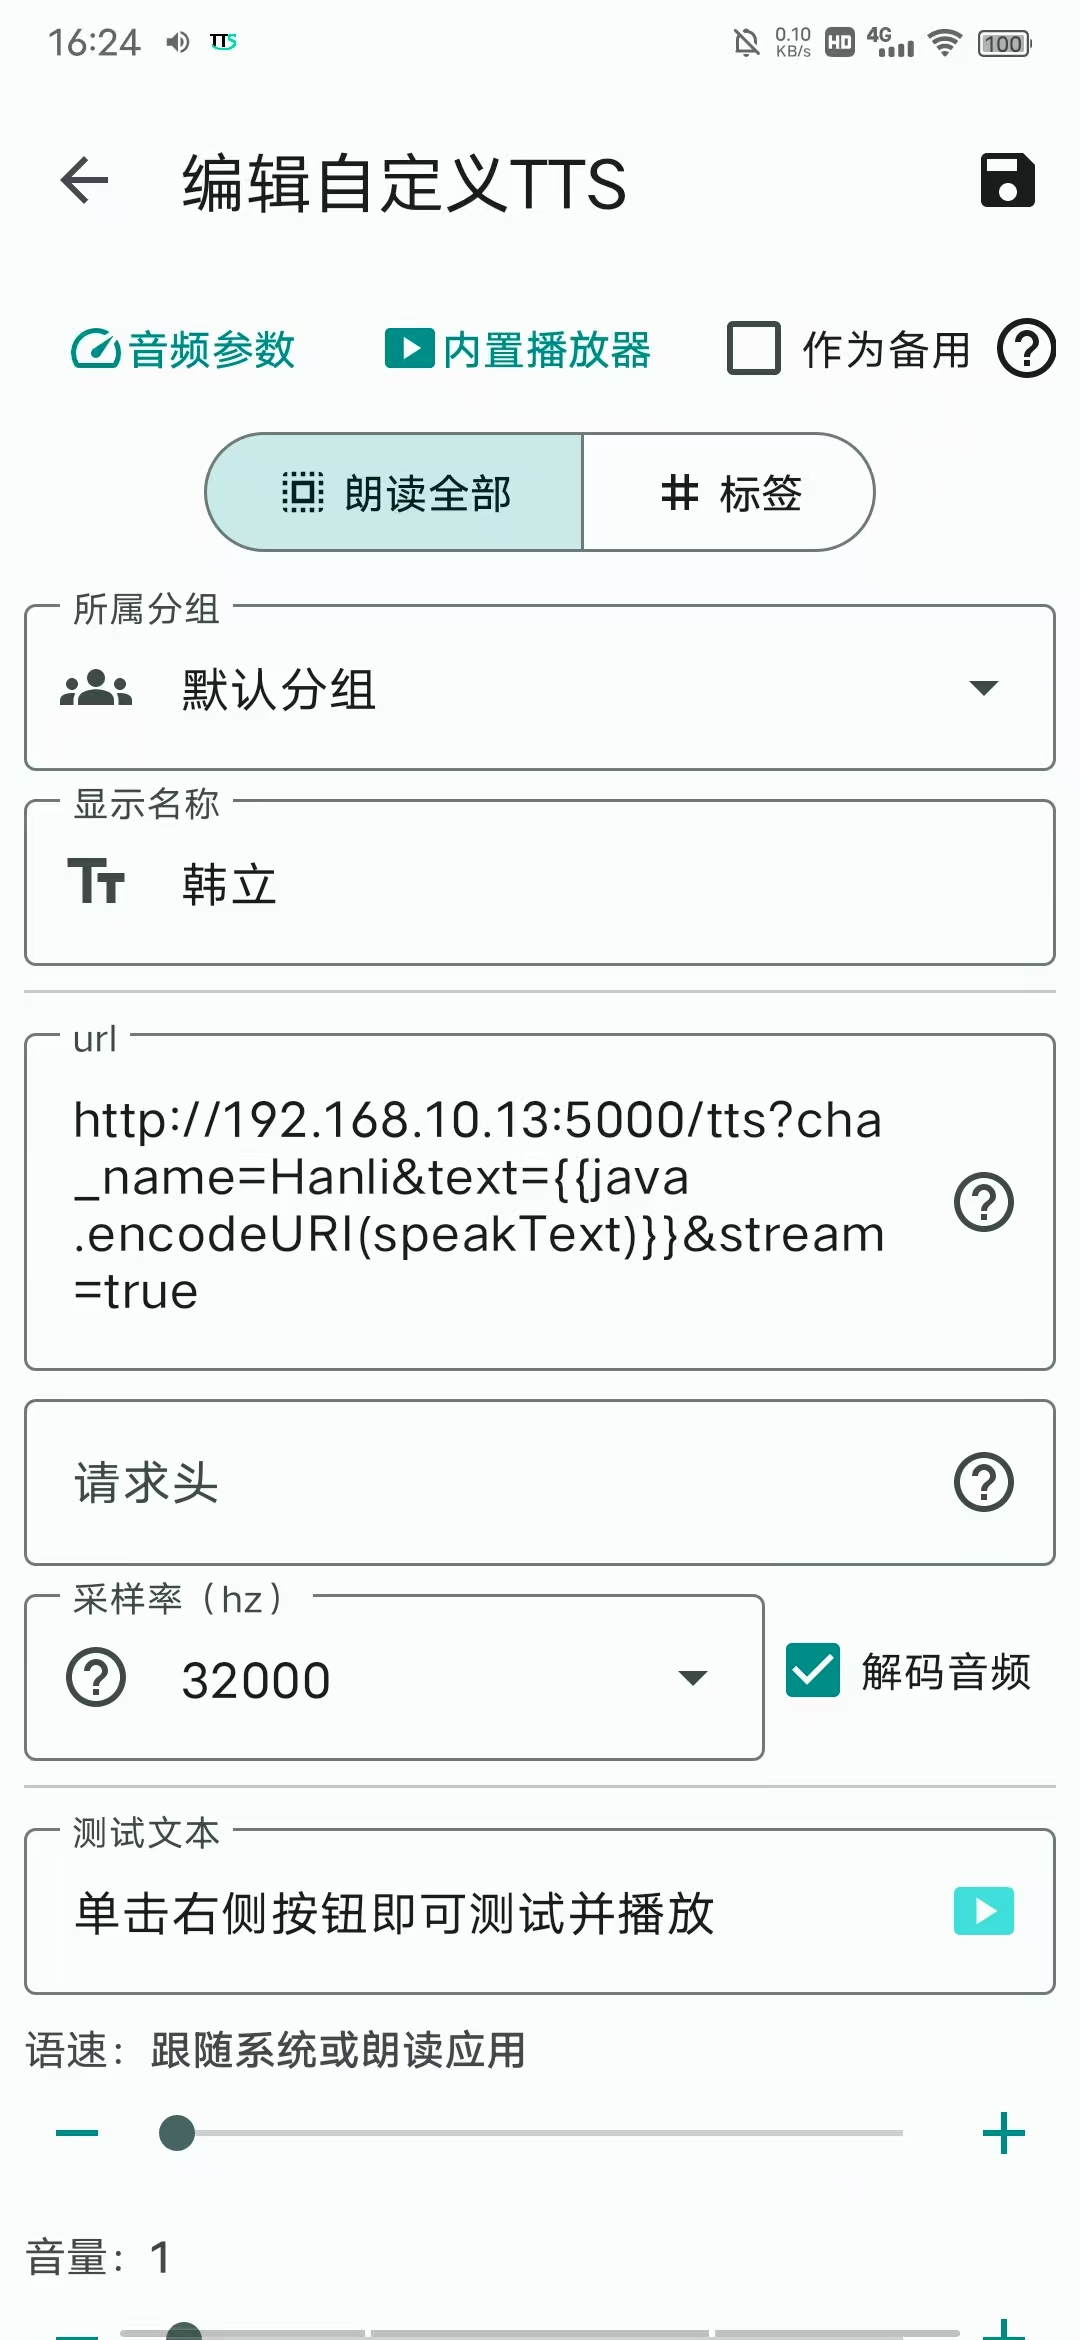 16:24
TTS
0.10
KB/s
HD
4G
100
编辑自定义TTS
音频参数
内置播放器
作为备用
朗读全部
标签
所属分组
默认分组
显示名称
韩立
url
http://192.168.10.13:5000/tts?cha
_name=Hanli&text={{java
.encodeURI(speakText)}}&stream
=true
请求头
采样率（hz）
32000
解码音频
测试文本
单击右侧按钮即可测试并播放
语速：跟随系统或朗读应用
音量：1